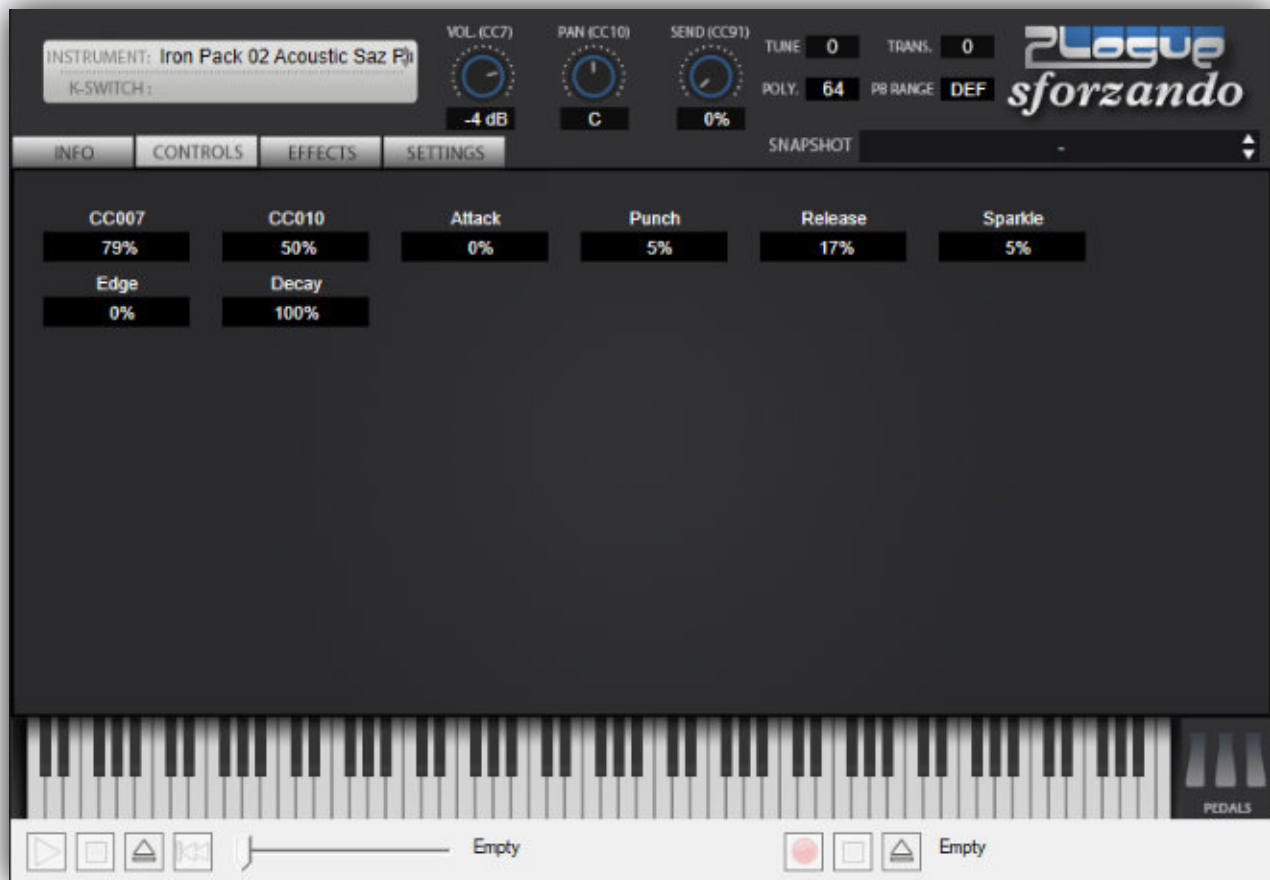 VOL. (CC7) PAN (CC10) SEND (CC91)
INSTRUMENT: Iron Pack 02 Acoustic Saz
K-SWITCH :
TUNE 0 TRANS. 0
POLY. 64 PB RANGE DEF
Plogue
sforzando
-4 dB C 0%
INFO CONTROLS EFFECTS SETTINGS
SNAPSHOT -
CC007 CC010 Attack Punch Release Sparkle
79% 50% 0% 5% 17% 5%
Edge Decay
0% 100%
PEDALS
Empty Empty